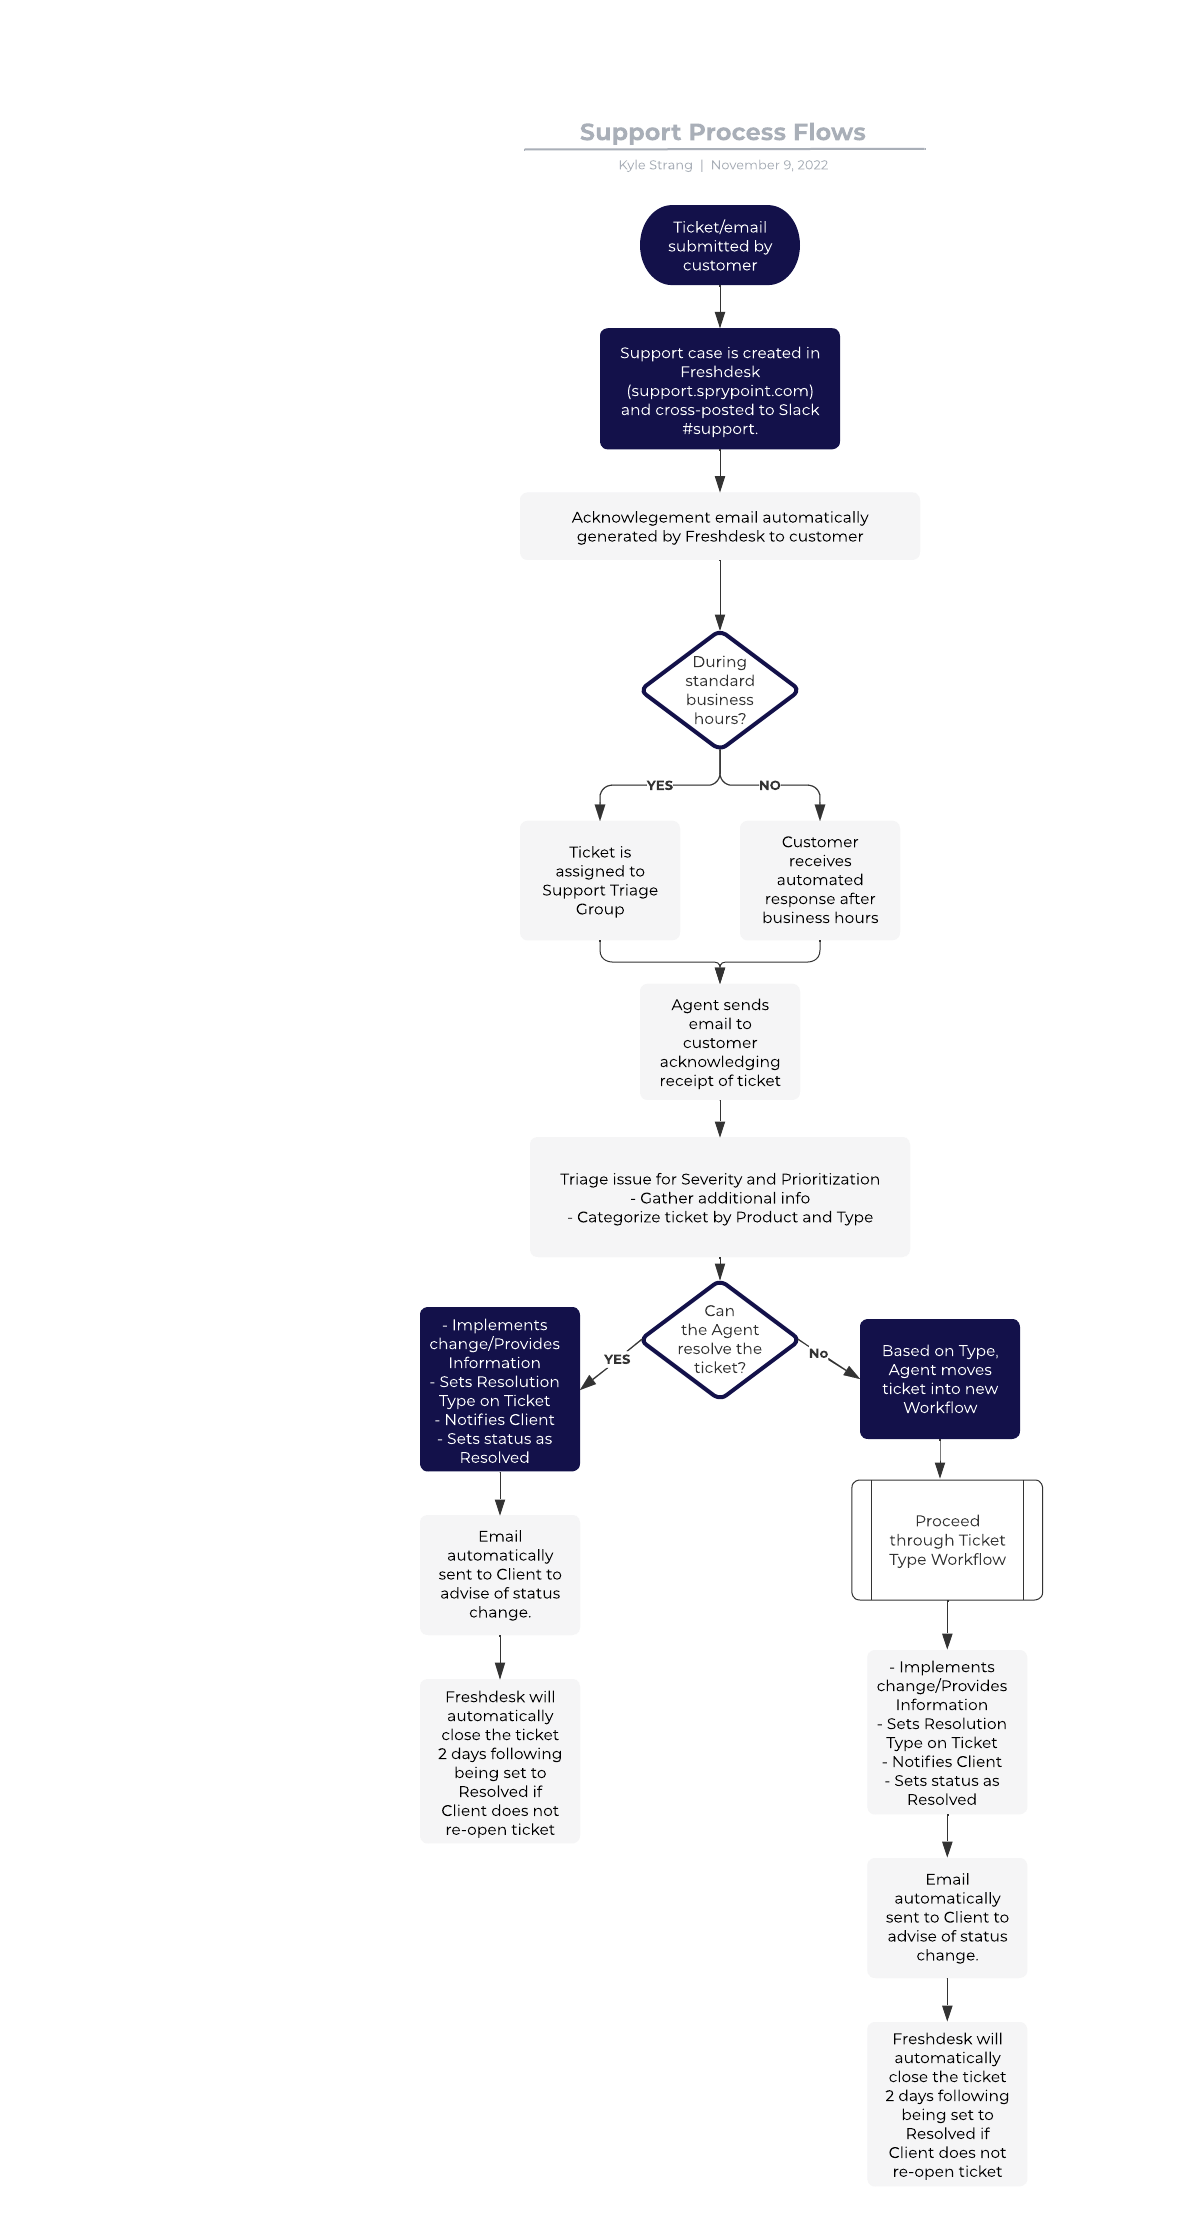 Support Process Flows
Kyle Strang | November 9, 2022
Ticket/email
submitted by
customer
Support case is created in
Freshdesk
(support.sprypoint.com)
and cross-posted to Slack
#support.
Acknowlegement email automatically
generated by Freshdesk to customer
During
standard
business
hours?
YES
NO
Ticket is
assigned to
Support Triage
Group
Customer
receives
automated
response after
business hours
Agent sends
email to
customer
acknowledging
receipt of ticket
Triage issue for Severity and Prioritization
- Gather additional info
- Categorize ticket by Product and Type
Can
the Agent
resolve the
ticket?
YES
No
- Implements
change/Provides
Information
- Sets Resolution
Type on Ticket
- Notifies Client
- Sets status as
Resolved
Email
automatically
sent to Client to
advise of status
change.
Freshdesk will
automatically
close the ticket
2 days following
being set to
Resolved if
Client does not
re-open ticket
Based on Type,
Agent moves
ticket into new
Workflow
Proceed
through Ticket
Type Workflow
- Implements
change/Provides
Information
- Sets Resolution
Type on Ticket
- Notifies Client
- Sets status as
Resolved
Email
automatically
sent to Client to
advise of status
change.
Freshdesk will
automatically
close the ticket
2 days following
being set to
Resolved if
Client does not
re-open ticket